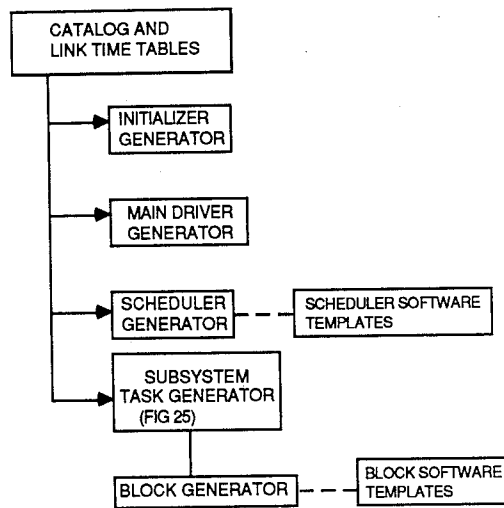 CATALOG AND
LINK TIME TABLES
INITIALIZER
GENERATOR
MAIN DRIVER
GENERATOR
SCHEDULER
GENERATOR
SCHEDULER SOFTWARE
TEMPLATES
SUBSYSTEM
TASK GENERATOR
(FIG 25)
BLOCK GENERATOR
BLOCK SOFTWARE
TEMPLATES